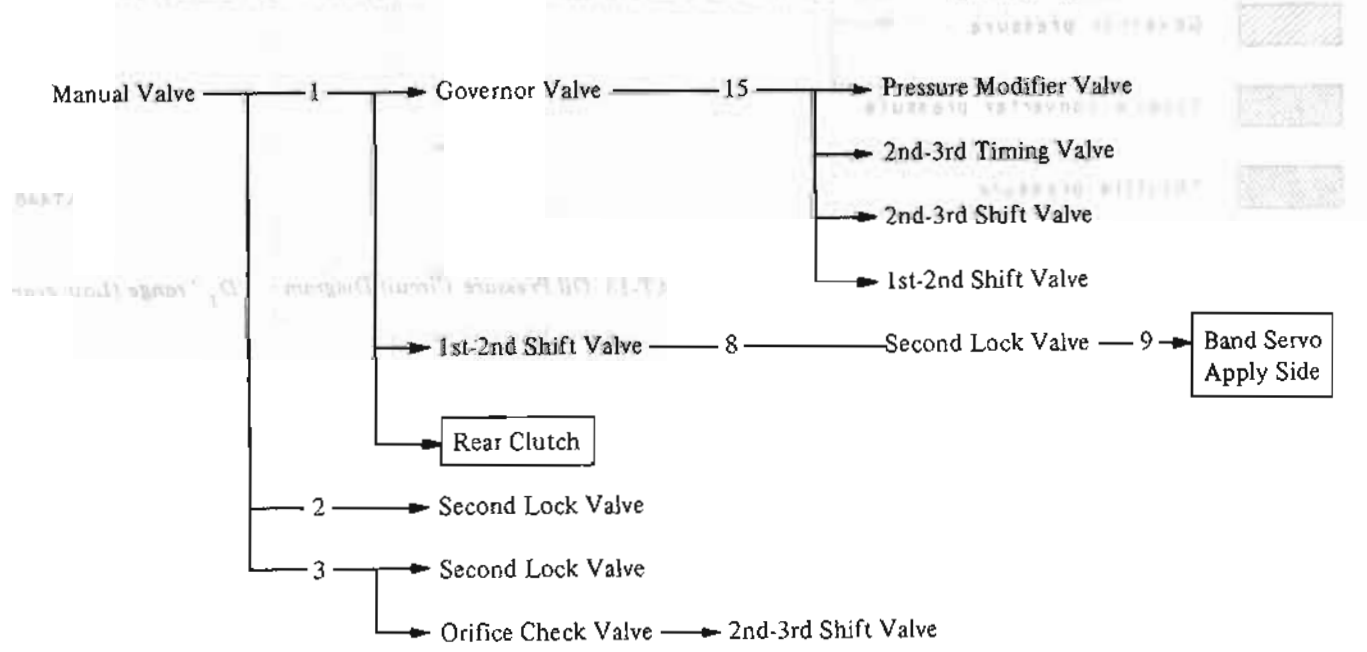 Manual Valve 1 Governor Valve 15 Pressure Modifier Valve
2nd-3rd Timing Valve
2nd-3rd Shift Valve
1st-2nd Shift Valve
1st-2nd Shift Valve 8 Second Lock Valve 9 Band Servo
Apply Side
Rear Clutch
2 Second Lock Valve
3 Second Lock Valve
Orifice Check Valve 2nd-3rd Shift Valve